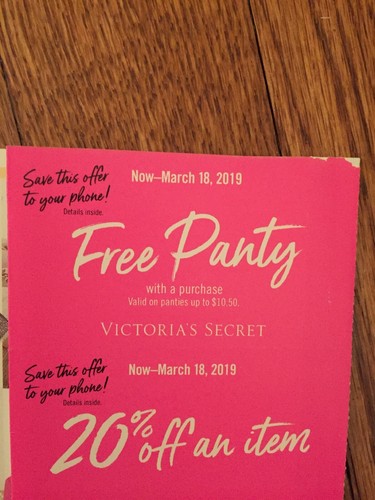 Save this offer
to your phone!
Details inside.
Now–March 18, 2019
Free Panty
with a purchase
Valid on panties up to $10.50.
VICTORIA'S SECRET
Save this offer
to your phone!
Details inside.
Now–March 18, 2019
20% off an item